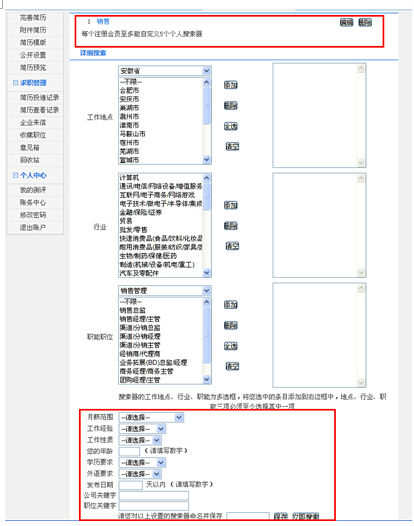 完善简历
附件简历
简历模版
公开设置
简历预览
求职管理
简历投递记录
简历查看记录
企业来信
收藏职位
意见箱
回收站
个人中心
我的测评
账务中心
修改密码
退出账户
1 销售 编辑 删除
每个注册会员至多能自定义5个个人搜索器
详细搜索
工作地点
安徽省
--不限--
合肥市
安庆市
巢湖市
滁州市
淮南市
马鞍山市
宿州市
芜湖市
宣城市
添加
删除
全选
清空
行业
计算机
通讯/电信/网络设备/增值服务
互联网/电子商务/网络游戏
电子技术/微电子/半导体/集成
金融/保险/证券
贸易
批发/零售
快速消费品(食品/饮料/化妆品
耐用消费品(服装/纺织/家具/
生物/制药/保健/医药
制造(机械/设备/机电/重工)
汽车及零配件
添加
删除
清空
职能职位
销售管理
--不限--
销售总监
销售经理/主管
渠道/分销总监
渠道/分销经理
渠道/分销主管
经销商/代理商
业务拓展(BD)总监/经理
商务经理/商务主管
团购经理/主管
添加
删除
全选
清空
搜索器的工作地点、行业、职能为多选框，将您选中的条目添加到右边框中，地点、行业、职
能三项必须至少选择其中一项
月薪范围 --请选择--
工作经验 --请选择--
工作性质 --请选择--
您的年龄 （请填写数字）
学历要求 --请选择--
外语要求 --请选择--
发布日期 天以内 （请填写数字）
公司关键字
职位关键字
请您对以上设置的搜索器命名并保存 保存 立即搜索